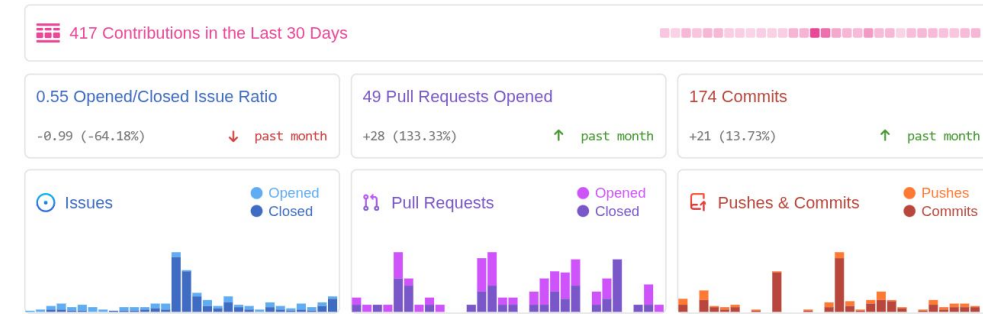 417 Contributions in the Last 30 Days
0.55 Opened/Closed Issue Ratio
-0.99 (-64.18%) ↓ past month
49 Pull Requests Opened
+28 (133.33%) ↑ past month
174 Commits
+21 (13.73%) ↑ past month
Issues
Opened
Closed
Pull Requests
Opened
Closed
Pushes & Commits
Pushes
Commits